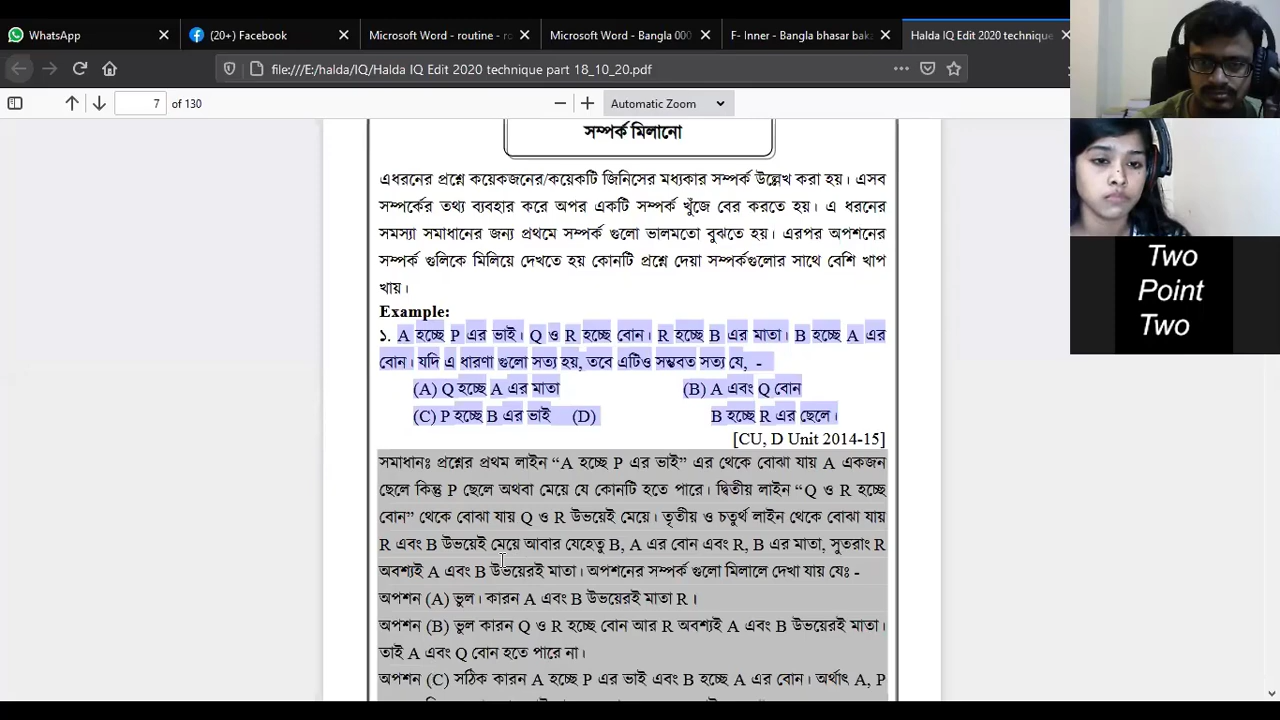 WhatsApp
(20+) Facebook
Microsoft Word - routine - ro
Microsoft Word - Bangla 000
F- Inner - Bangla bhasar bak
Halda IQ Edit 2020 technique
file:///E:/halda/IQ/Halda IQ Edit 2020 technique part 18_10_20.pdf
7 of 130
Automatic Zoom
সম্পর্ক মিলানো
এধরনের প্রশ্নে কয়েকজনের/কয়েকটি জিনিসের মধ্যকার সম্পর্ক উল্লেখ করা হয়। এসব
সম্পর্কের তথ্য ব্যবহার করে অপর একটি সম্পর্ক খুঁজে বের করতে হয়। এ ধরনের
সমস্যা সমাধানের জন্য প্রথমে সম্পর্ক গুলো ভালমতো বুঝতে হয়। এরপর অপশনের
সম্পর্ক গুলিকে মিলিয়ে দেখতে হয় কোনটি প্রশ্নে দেয়া সম্পর্কগুলোর সাথে বেশি খাপ
খায়।
Example:
১. A হচ্ছে P এর ভাই। Q ও R হচ্ছে বোন। R হচ্ছে B এর মাতা। B হচ্ছে A এর
বোন। যদি এ ধারণা গুলো সত্য হয়, তবে এটিও সম্ভবত সত্য যে, -
(A) Q হচ্ছে A এর মাতা (B) A এবং Q বোন
(C) P হচ্ছে B এর ভাই (D) B হচ্ছে R এর ছেলে।
[CU, D Unit 2014-15]
সমাধানঃ প্রশ্নের প্রথম লাইন “A হচ্ছে P এর ভাই” এর থেকে বোঝা যায় A একজন
ছেলে কিন্তু P ছেলে অথবা মেয়ে যে কোনটি হতে পারে। দ্বিতীয় লাইন “Q ও R হচ্ছে
বোন” থেকে বোঝা যায় Q ও R উভয়েই মেয়ে। তৃতীয় ও চতুর্থ লাইন থেকে বোঝা যায়
R এবং B উভয়েই মেয়ে আবার যেহেতু B, A এর বোন এবং R, B এর মাতা, সুতরাং R
অবশ্যই A এবং B উভয়েরই মাতা। অপশনের সম্পর্ক গুলো মিলালে দেখা যায় যেঃ -
অপশন (A) ভুল। কারন A এবং B উভয়েরই মাতা R ।
অপশন (B) ভুল কারন Q ও R হচ্ছে বোন আর R অবশ্যই A এবং B উভয়েরই মাতা।
তাই A এবং Q বোন হতে পারে না।
অপশন (C) সঠিক কারন A হচ্ছে P এর ভাই এবং B হচ্ছে A এর বোন। অর্থাৎ A, P
Two
Point
Two